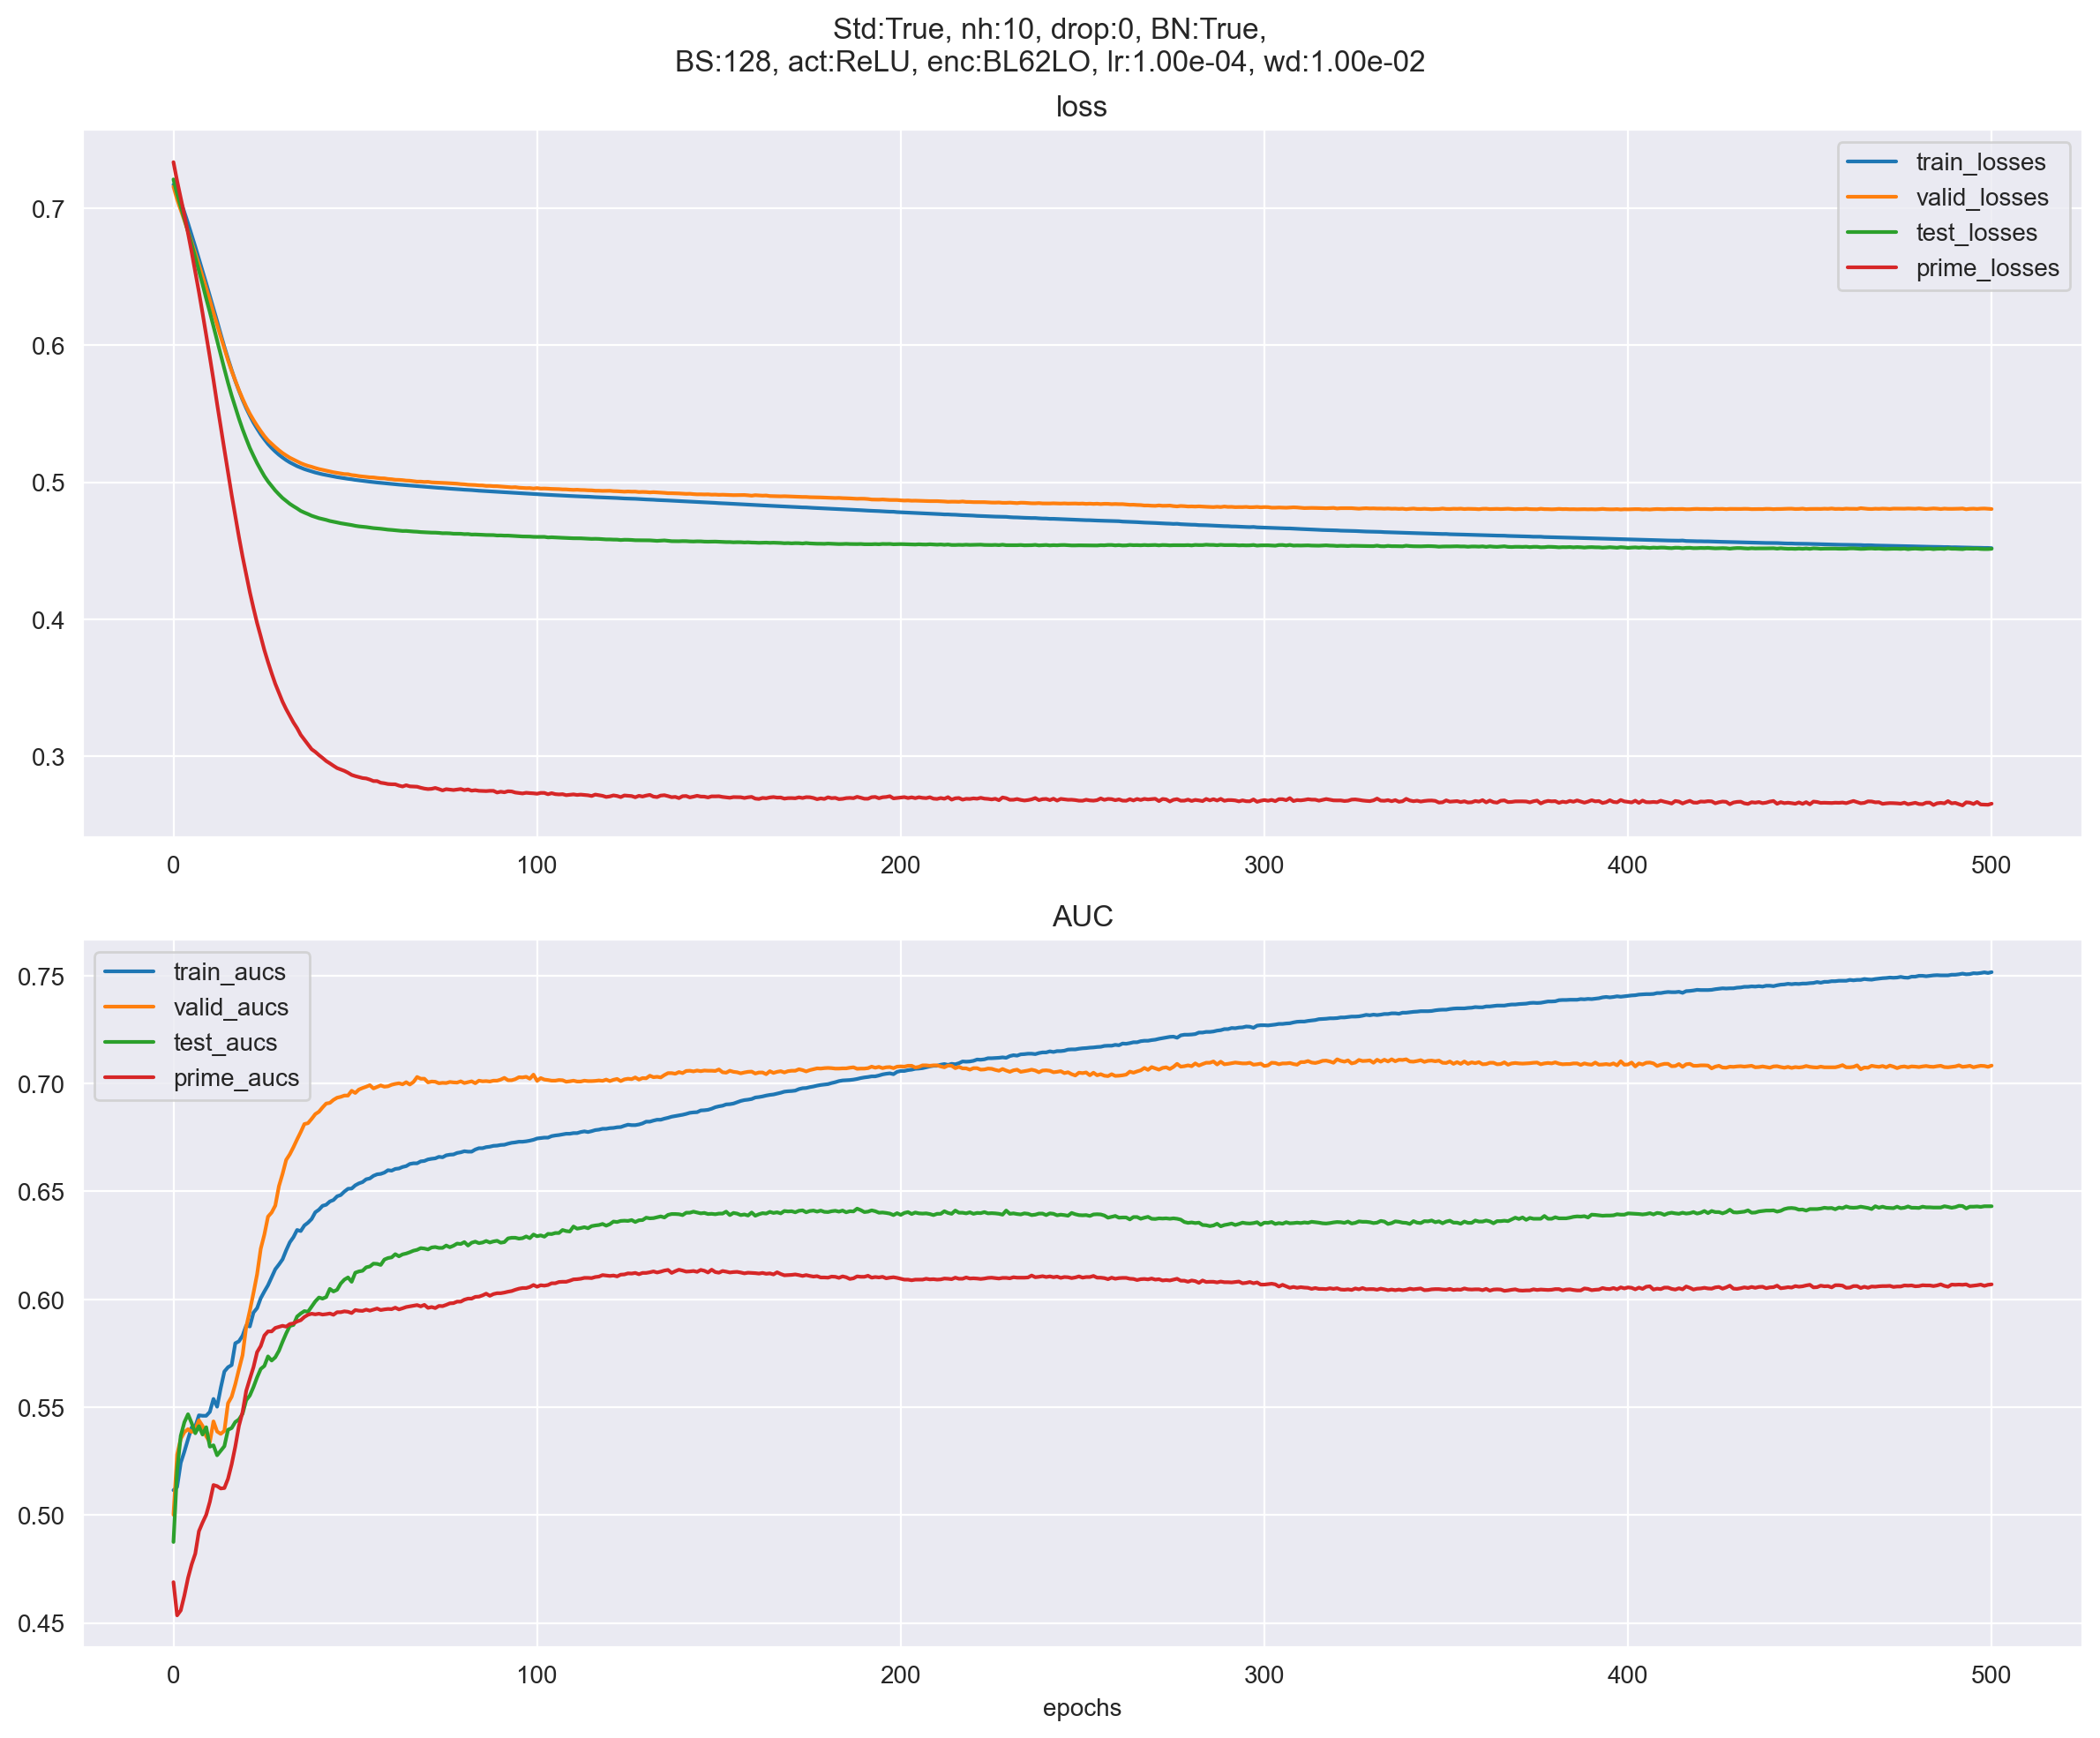 Std:True, nh:10, drop:0, BN:True,
BS:128, act:ReLU, enc:BL62LO, lr:1.00e-04, wd:1.00e-02
loss
train_losses
valid_losses
test_losses
prime_losses
0.7
0.6
0.5
0.4
0.3
0 100 200 300 400 500
AUC
train_aucs
valid_aucs
test_aucs
prime_aucs
0.75
0.70
0.65
0.60
0.55
0.50
0.45
0 100 200 300 400 500
epochs